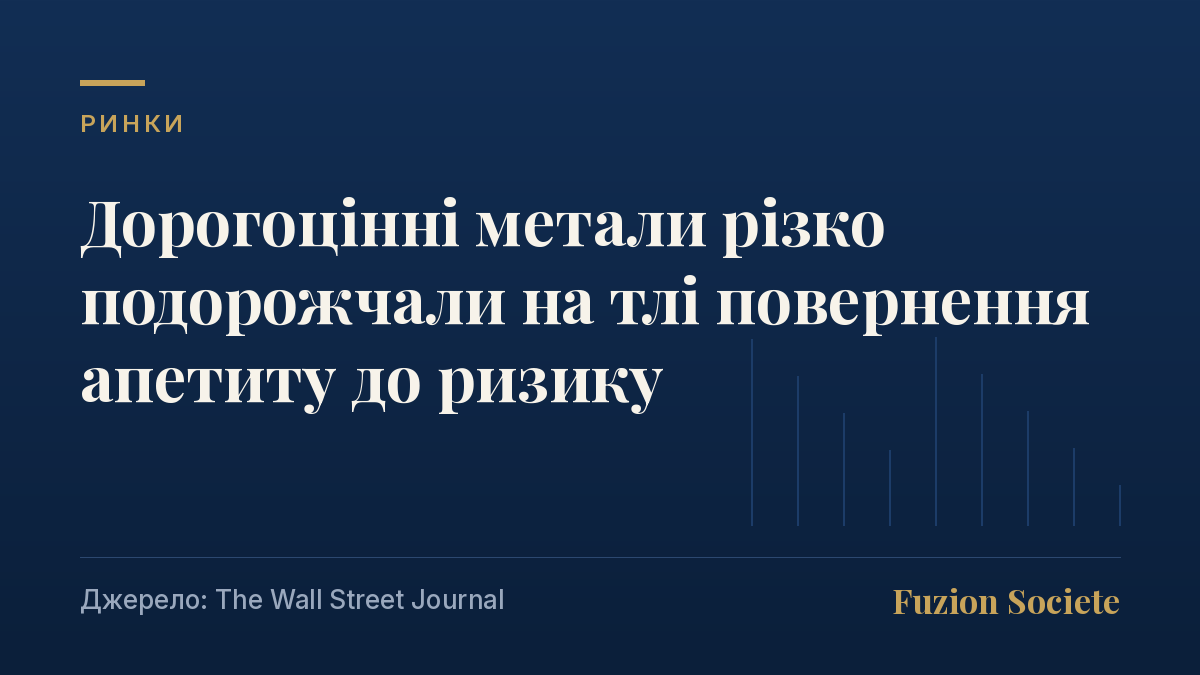 РИНКИ
Дорогоцінні метали різко
подорожчали на тлі повернення
апетиту до ризику
Джерело: The Wall Street Journal
Fuzion Societe